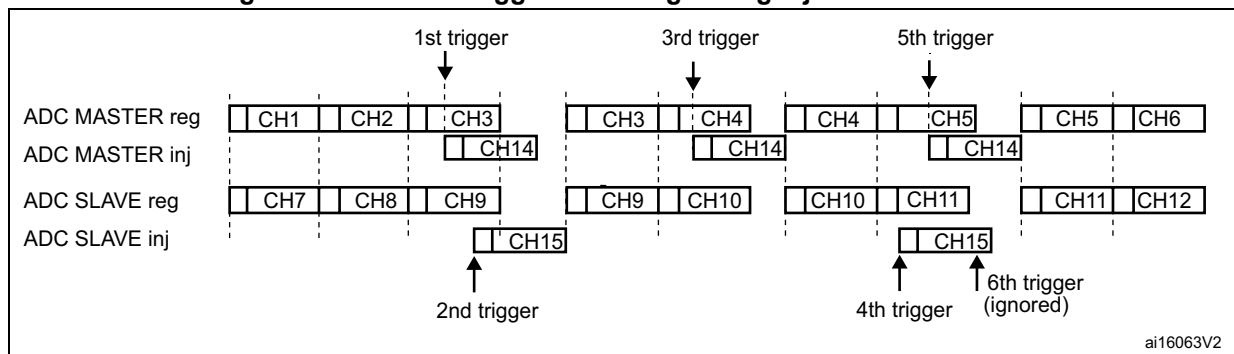 1st trigger 3rd trigger 5th trigger
ADC MASTER reg CH1 CH2 CH3 CH3 CH4 CH4 CH5 CH5 CH6
ADC MASTER inj CH14 CH14 CH14
ADC SLAVE reg CH7 CH8 CH9 CH9 CH10 CH10 CH11 CH11 CH12
ADC SLAVE inj CH15 CH15
2nd trigger 4th trigger 6th trigger
(ignored)
ai16063V2